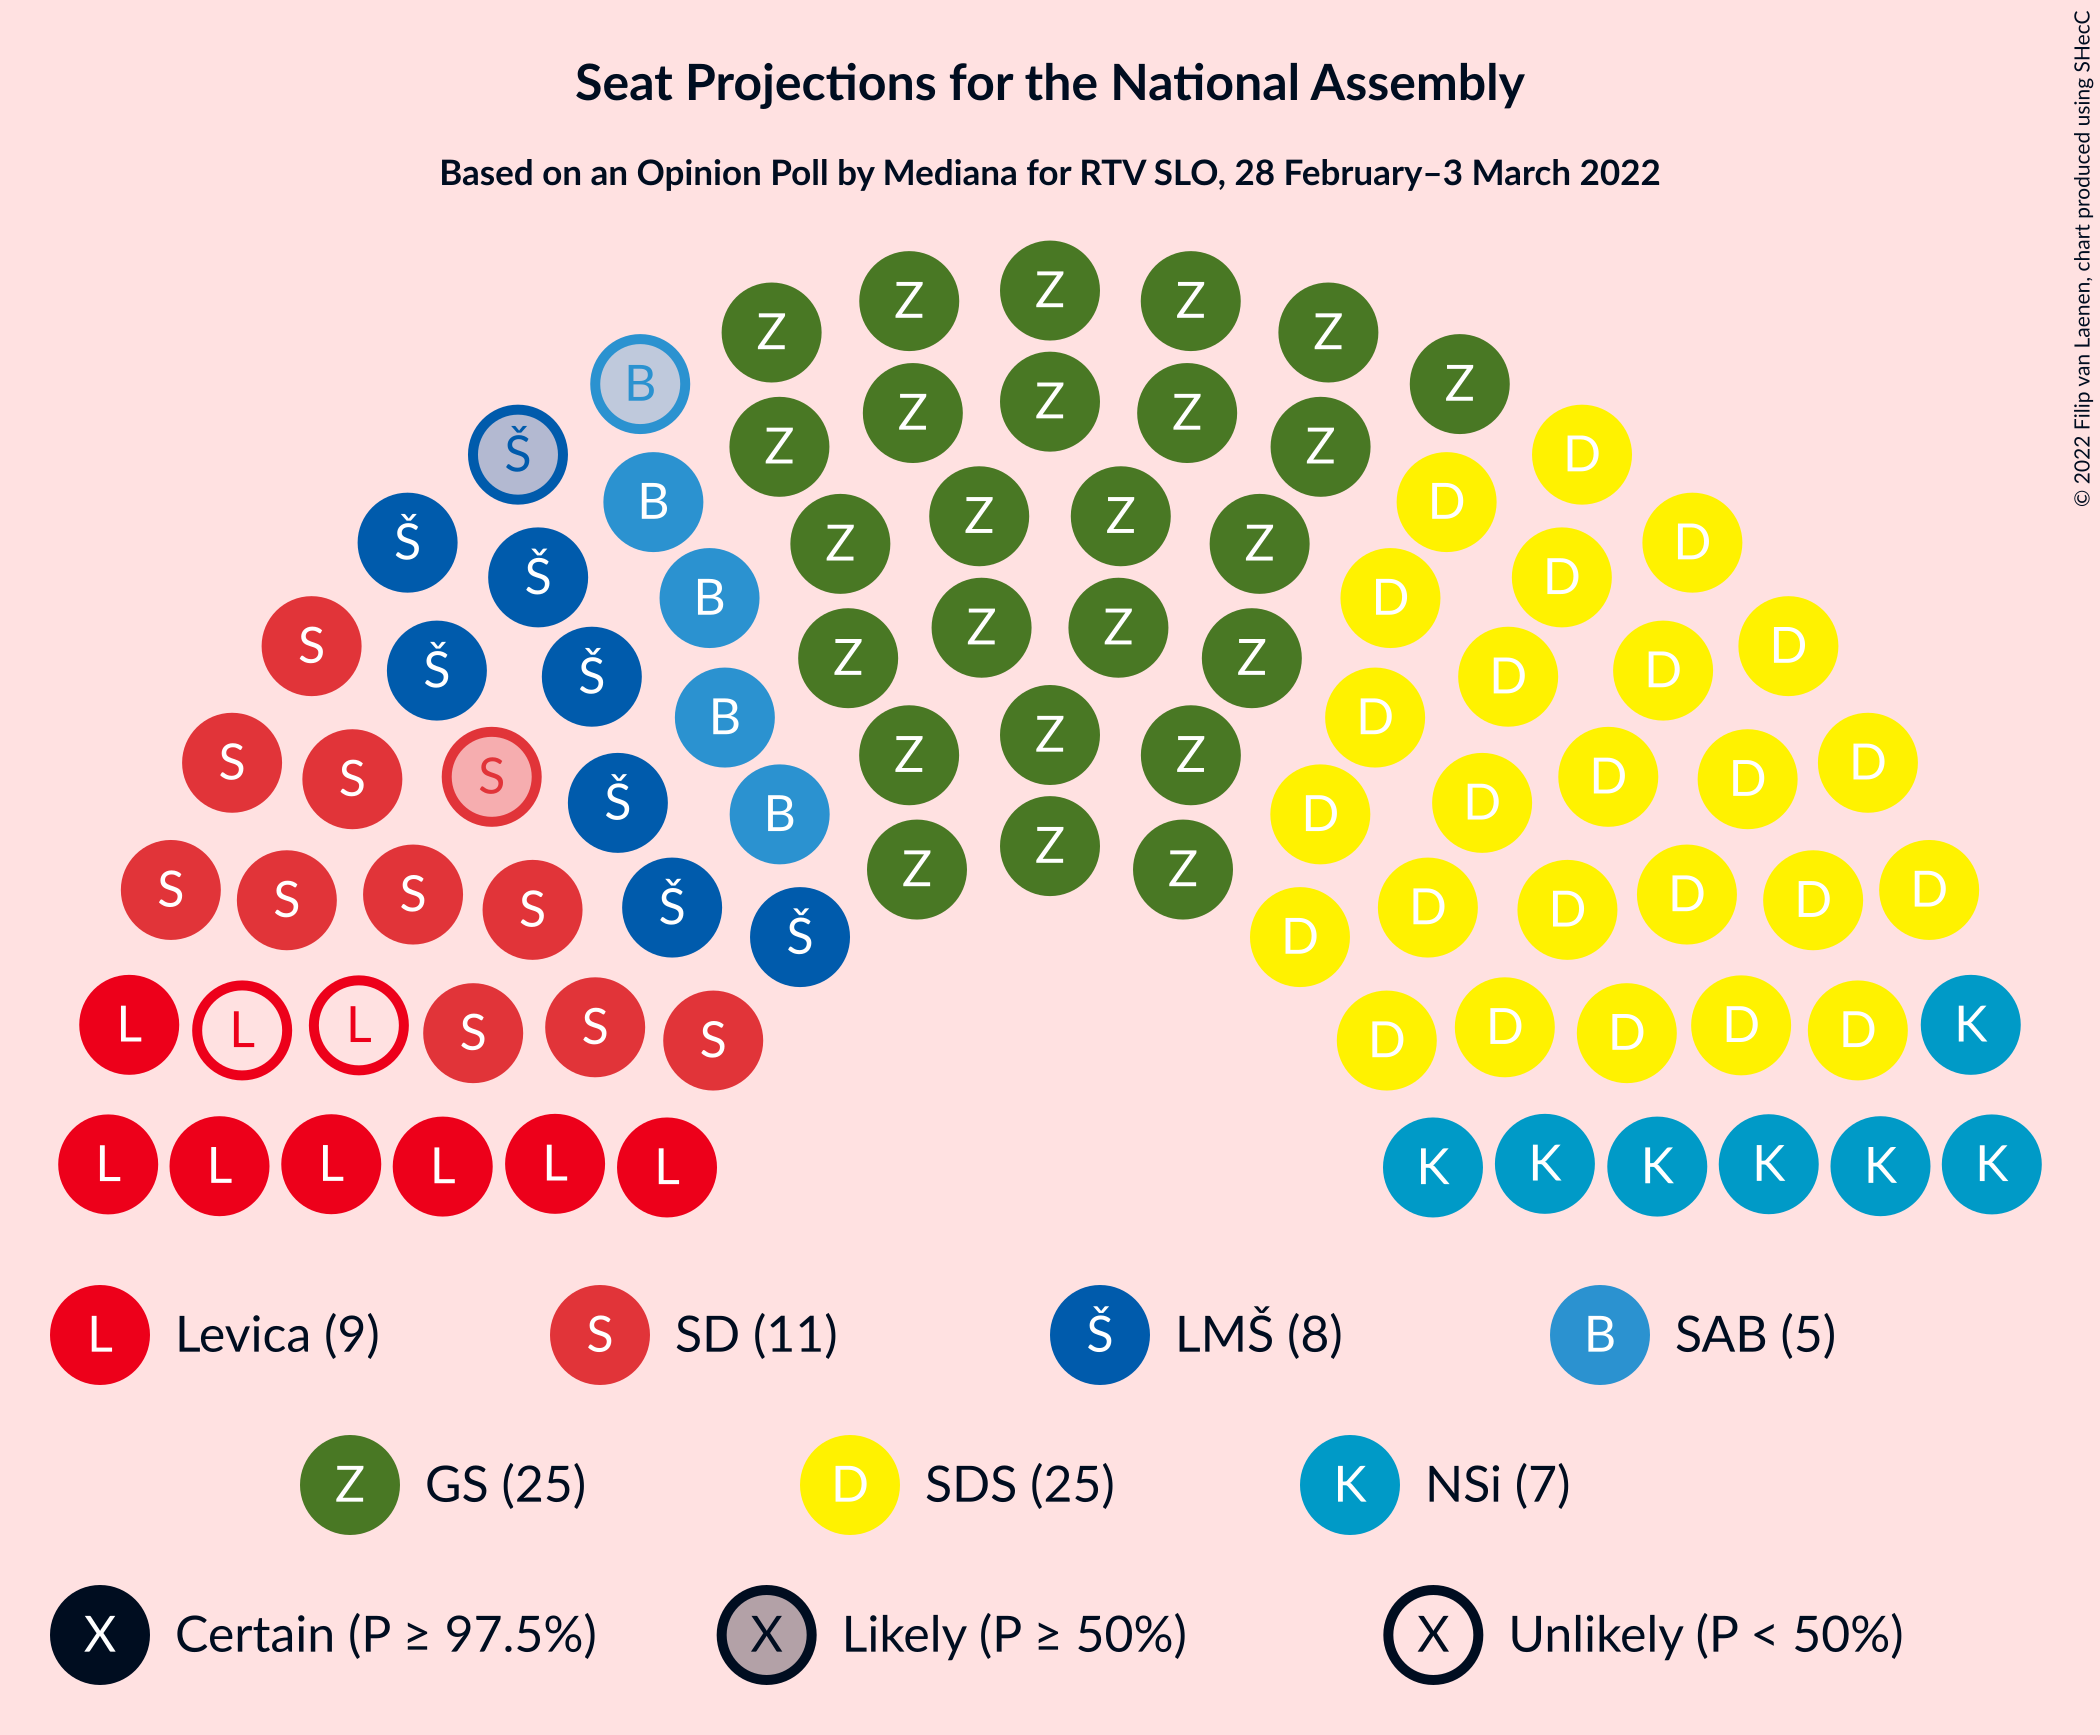 Seat Projections for the National Assembly
Based on an Opinion Poll by Mediana for RTV SLO, 28 February–3 March 2022
© 2022 Filip van Laenen, chart produced using SHecC
Z Z Z Z Z
B Z
Z Z Z
Z Z
Š D
B D
Z Z
Š Z Z D
Š D
B D
Z Z
S D
Z Z
Š D
Š D
B D
Z
Z Z
S D
S S D D
Š D
B D
Z
Z Z
S D
S D
S D
Š D
S D
Š D
L K
L D
L D
S D
S D
S D
L L L L L L K K K K K K
L Levica (9) S SD (11) Š LMŠ (8) B SAB (5)
Z GS (25) D SDS (25) K NSi (7)
X Certain (P ≥ 97.5%) X Likely (P ≥ 50%) X Unlikely (P < 50%)